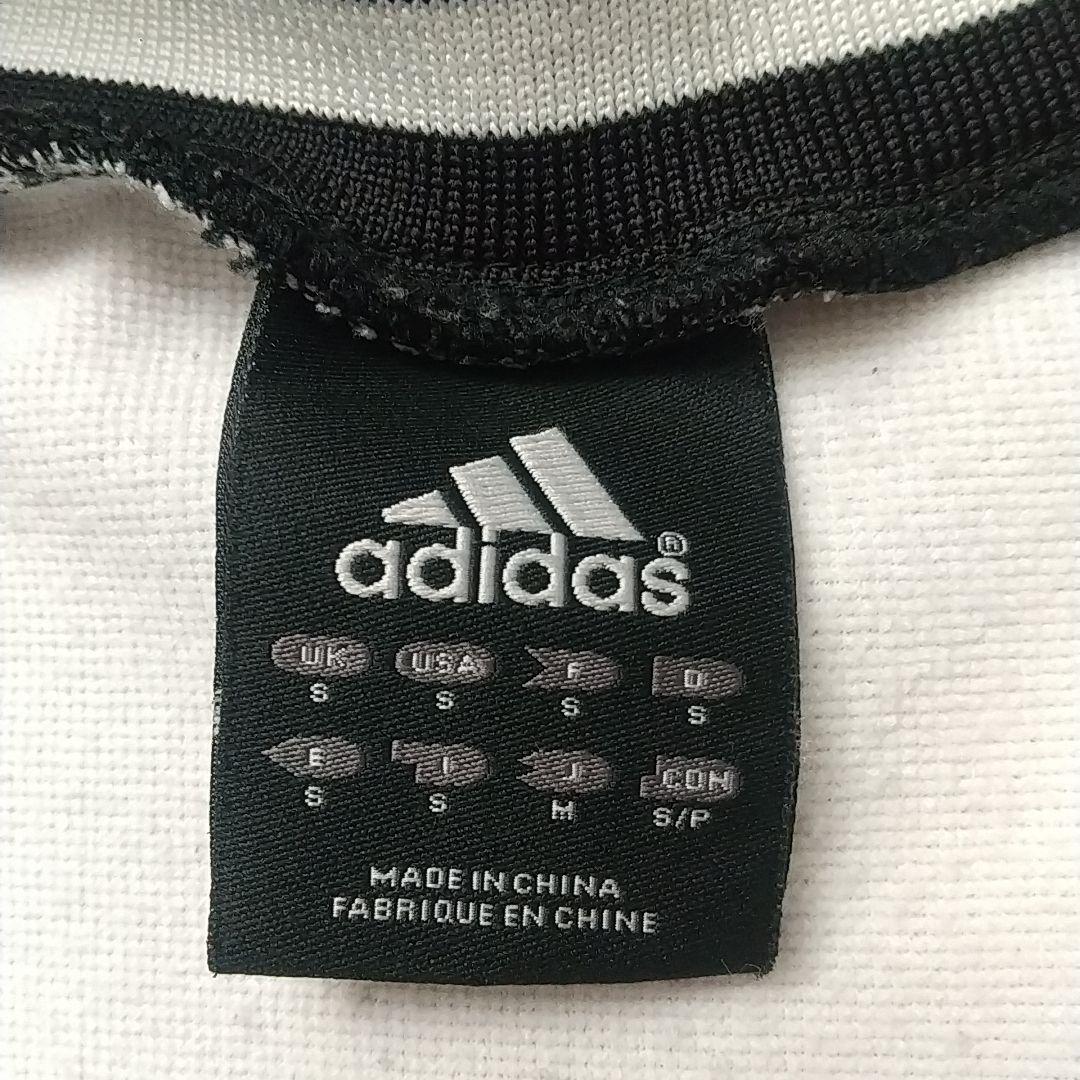 adidas®
UK USA F D
S S S S
E I J CDN
S S M S/P
MADE IN CHINA
FABRIQUE EN CHINE